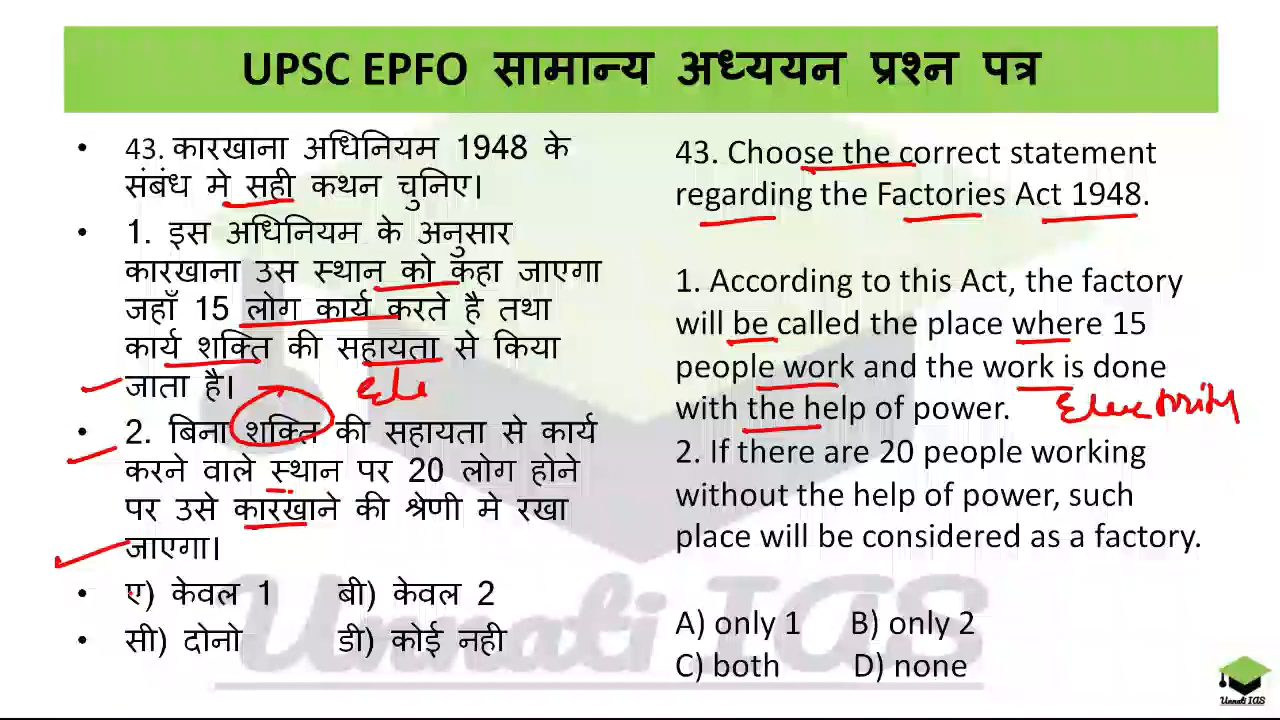 UPSC EPFO सामान्य अध्ययन प्रश्न पत्र
• 43. कारखाना अधिनियम 1948 के
संबंध मे सही कथन चुनिए।
• 1. इस अधिनियम के अनुसार
कारखाना उस स्थान को कहा जाएगा
जहाँ 15 लोग कार्य करते है तथा
कार्य शक्ति की सहायता से किया
जाता है।
Ele
• 2. बिना शक्ति की सहायता से कार्य
करने वाले स्थान पर 20 लोग होने
पर उसे कारखाने की श्रेणी मे रखा
जाएगा।
• ए) केवल 1 बी) केवल 2
• सी) दोनो डी) कोई नही
43. Choose the correct statement
regarding the Factories Act 1948.
1. According to this Act, the factory
will be called the place where 15
people work and the work is done
with the help of power. Electricity
2. If there are 20 people working
without the help of power, such
place will be considered as a factory.
A) only 1 B) only 2
C) both D) none
Unnati IAS
Unnati IAS